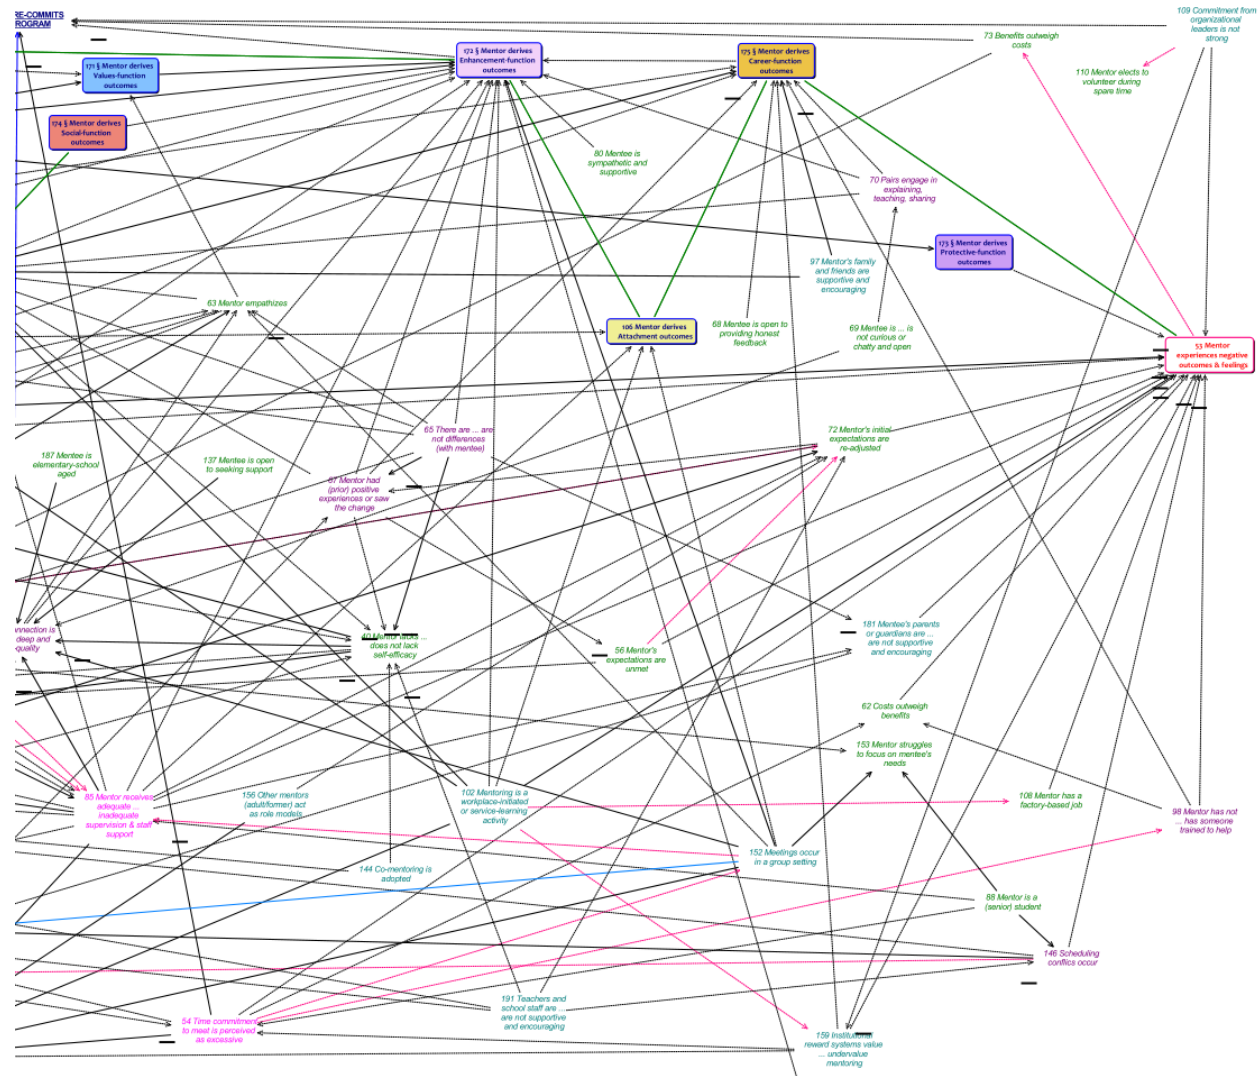 RE-COMMITS
ROGRAM
109 Commitment from
organizational
leaders is not
strong
73 Benefits outweigh
costs
110 Mentor elects to
volunteer during
spare time
171 § Mentor derives
Values-function
outcomes
172 § Mentor derives
Enhancement-function
outcomes
175 § Mentor derives
Career-function
outcomes
174 § Mentor derives
Social-function
outcomes
80 Mentee is
sympathetic and
supportive
70 Pairs engage in
explaining,
teaching, sharing
173 § Mentor derives
Protective-function
outcomes
97 Mentor's family
and friends are
supportive and
encouraging
63 Mentor empathizes
106 Mentor derives
Attachment outcomes
68 Mentee is open to
providing honest
feedback
69 Mentee is ... is
not curious or
chatty and open
53 Mentor
experiences negative
outcomes & feelings
65 There are ... are
not differences
(with mentee)
72 Mentor's initial
expectations are
re-adjusted
187 Mentee is
elementary-school
aged
137 Mentee is open
to seeking support
67 Mentor had
(prior) positive
experiences or saw
the change
nnection is
deep and
quality
40 Mentor lacks ...
does not lack
self-efficacy
56 Mentor's
expectations are
unmet
181 Mentee's parents
or guardians are ...
are not supportive
and encouraging
62 Costs outweigh
benefits
153 Mentor struggles
to focus on mentee's
needs
85 Mentor receives
adequate ...
inadequate
supervision & staff
support
156 Other mentors
(adult/former) act
as role models
102 Mentoring is a
workplace-initiated
or service-learning
activity
108 Mentor has a
factory-based job
98 Mentor has not
... has someone
trained to help
152 Meetings occur
in a group setting
144 Co-mentoring is
adopted
88 Mentor is a
(senior) student
146 Scheduling
conflics occur
191 Teachers and
school staff are ...
are not supportive
and encouraging
54 Time commitment
to meet is perceived
as excessive
159 Institutional
reward systems value
... undervalue
mentoring